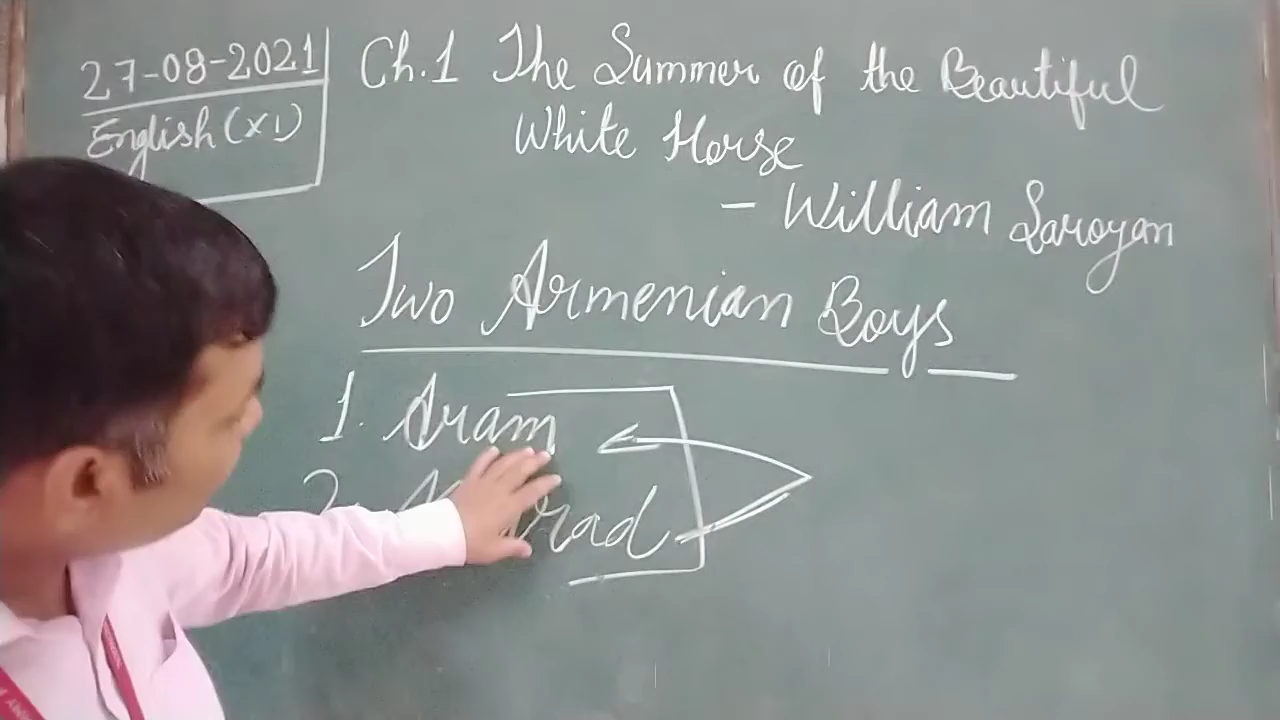 27-08-2021
English (XI)
Ch.1 The Summer of the Beautiful
White Horse
- William Saroyan
Two Armenian Boys
1. Aram
2.